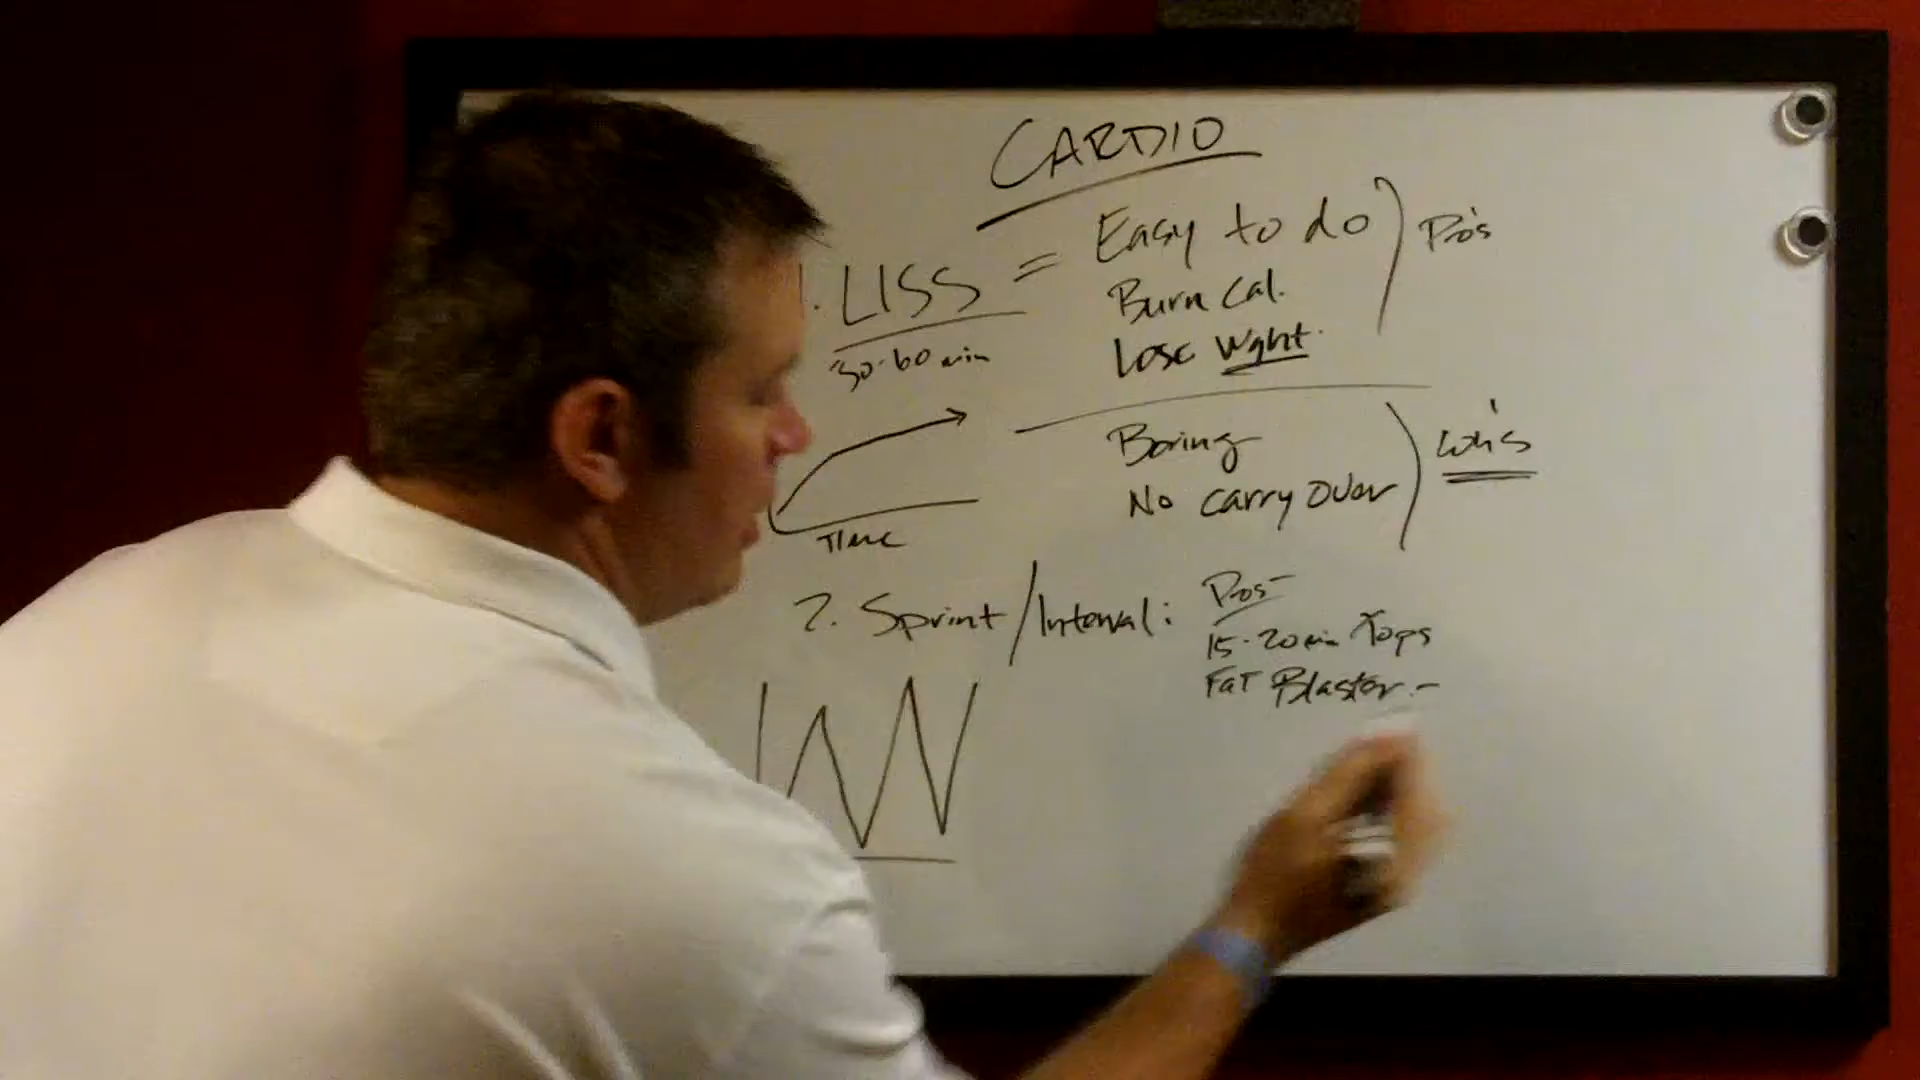 CARDIO
1. LISS = Easy to do
Burn Cal.
Lose Wght.
Pro's
30-60 min
Boring
No carry over
Con's
Time
2. Sprint/Interval:
Pros-
15-20 min Tops
Fat Blaster -